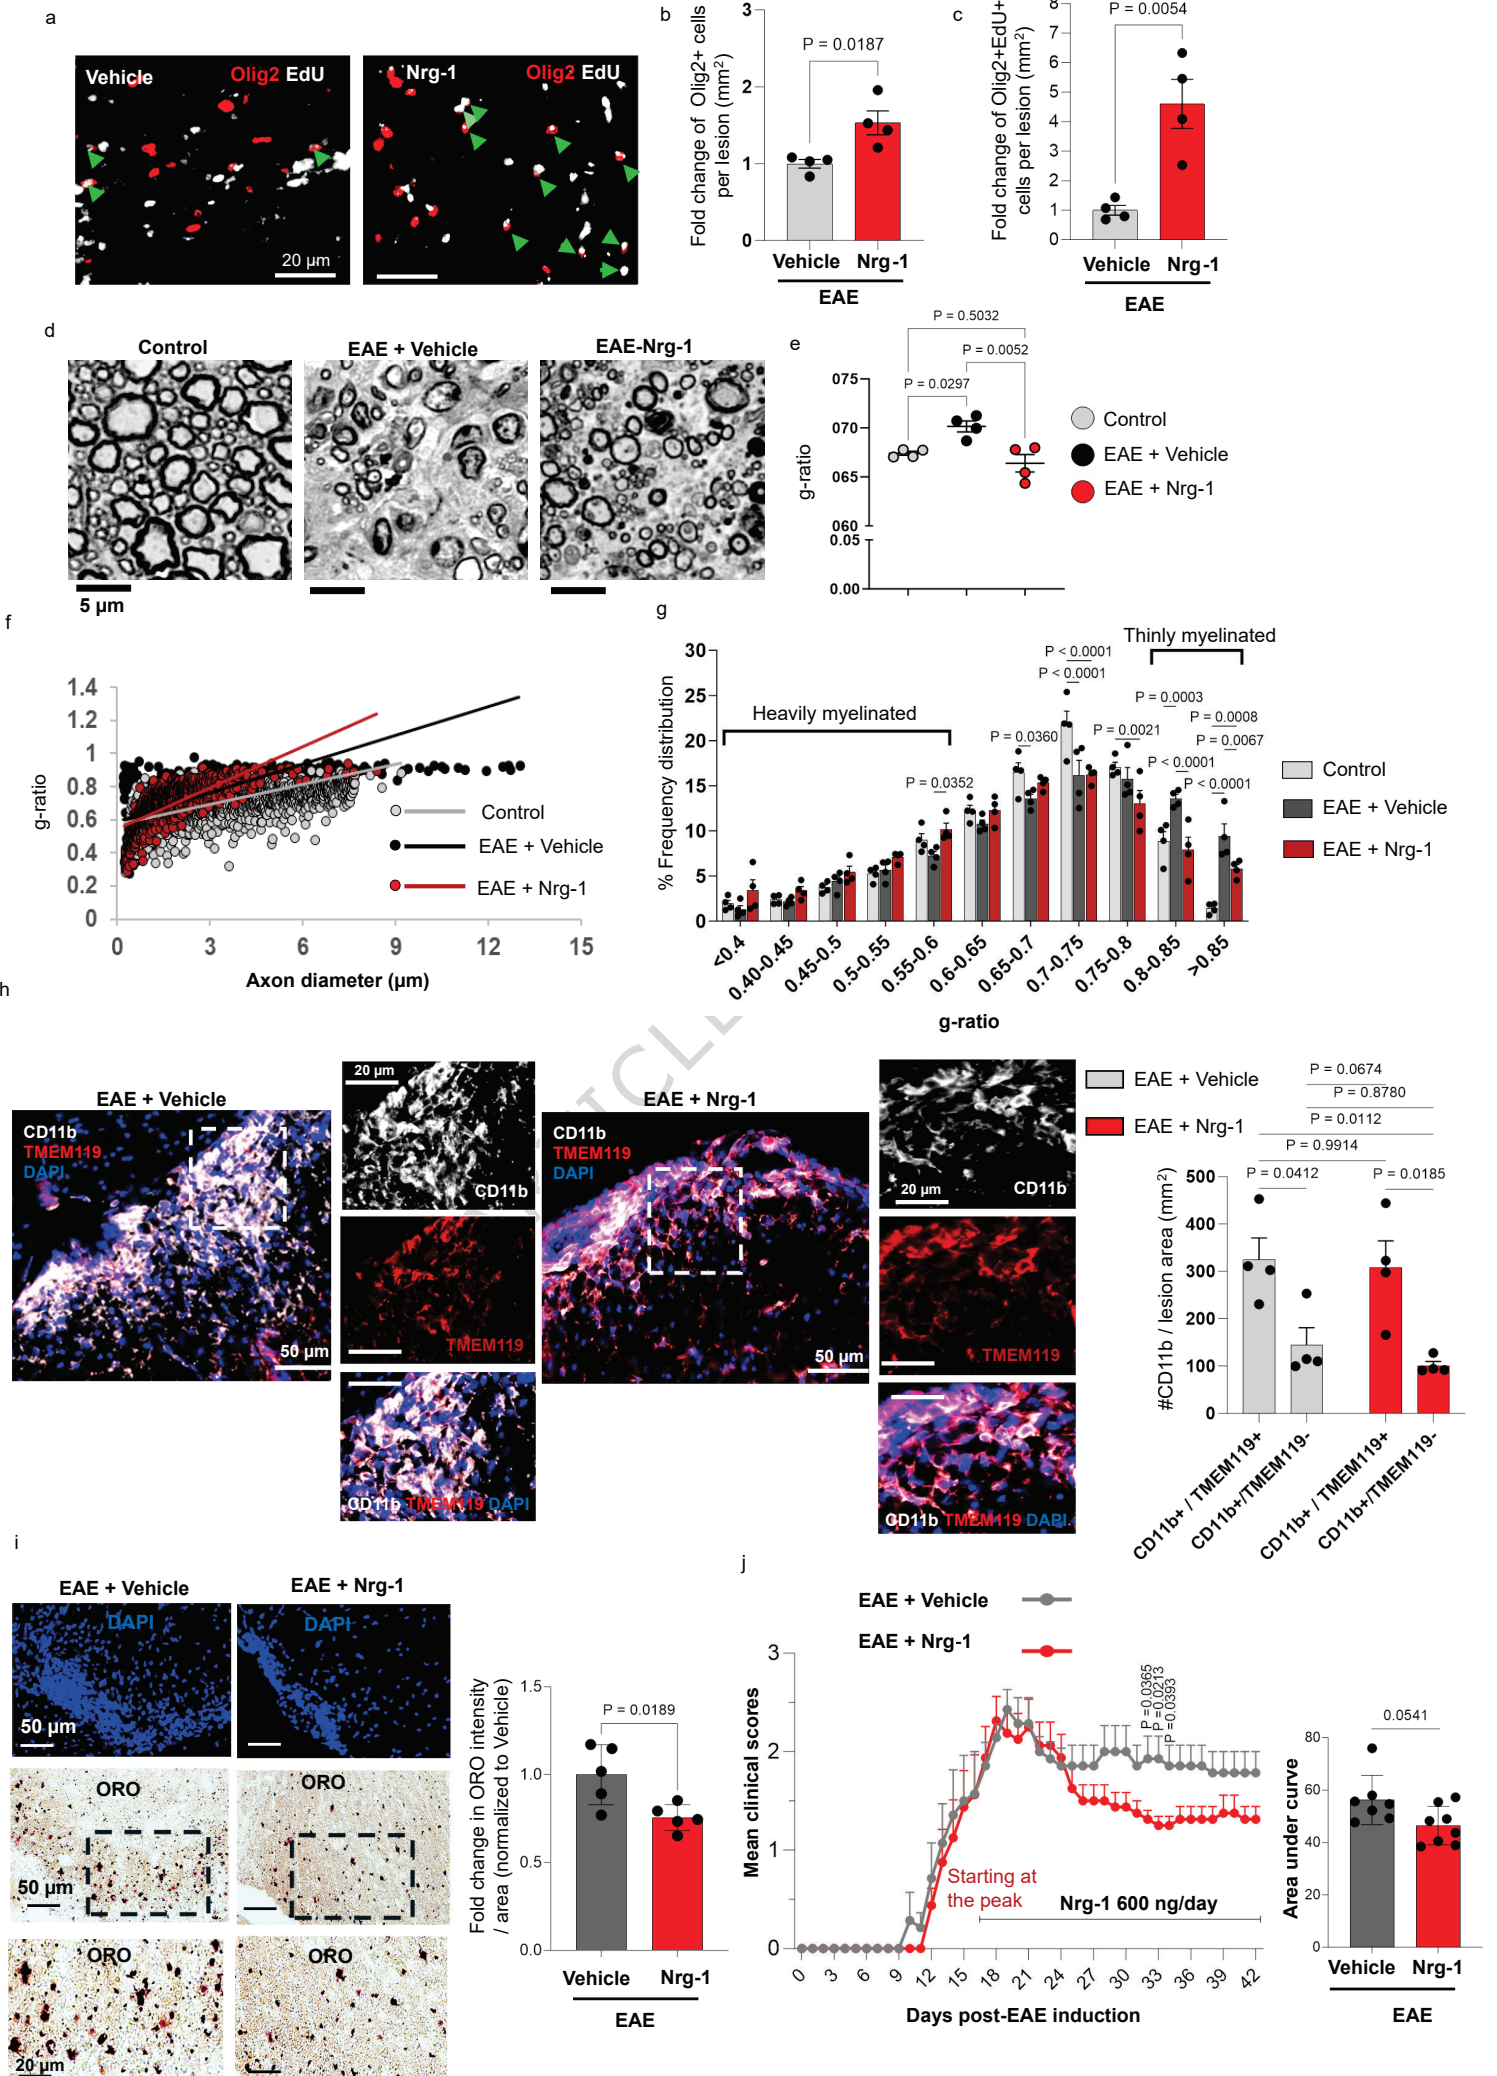 a
Vehicle
Olig2 EdU
20 µm
Nrg-1
Olig2 EdU
b
Fold change of Olig2+ cells
per lesion (mm²)
3
2
1
0
P = 0.0187
Vehicle Nrg-1
EAE
c
Fold change of Olig2+EdU+
cells per lesion (mm²)
8
7
6
5
4
3
2
1
0
P = 0.0054
Vehicle Nrg-1
EAE
d
Control
EAE + Vehicle
EAE-Nrg-1
5 µm
e
P = 0.5032
P = 0.0052
P = 0.0297
g-ratio
075
070
065
060
0.05
0.00
Control
EAE + Vehicle
EAE + Nrg-1
f
g-ratio
1.4
1.2
1
0.8
0.6
0.4
0.2
0
0 3 6 9 12 15
Axon diameter (µm)
Control
EAE + Vehicle
EAE + Nrg-1
g
% Frequency distribution
30
25
20
15
10
5
0
Heavily myelinated
Thinly myelinated
P = 0.0352
P = 0.0360
P < 0.0001
P < 0.0001
P = 0.0021
P = 0.0003
P < 0.0001
P = 0.0008
P = 0.0067
P < 0.0001
<0.4 0.40-0.45 0.45-0.5 0.5-0.55 0.55-0.6 0.6-0.65 0.65-0.7 0.7-0.75 0.75-0.8 0.8-0.85 >0.85
g-ratio
Control
EAE + Vehicle
EAE + Nrg-1
h
EAE + Vehicle
CD11b
TMEM119
DAPI
50 µm
20 µm
CD11b
TMEM119
CD11b TMEM119 DAPI
EAE + Nrg-1
CD11b
TMEM119
DAPI
50 µm
20 µm
CD11b
TMEM119
CD11b TMEM119 DAPI
EAE + Vehicle
EAE + Nrg-1
P = 0.0674
P = 0.8780
P = 0.0112
P = 0.9914
P = 0.0412
P = 0.0185
#CD11b / lesion area (mm²)
500
400
300
200
100
0
CD11b+ / TMEM119+
CD11b+/TMEM119-
CD11b+ / TMEM119+
CD11b+/TMEM119-
i
EAE + Vehicle
EAE + Nrg-1
DAPI
DAPI
50 µm
ORO
ORO
50 µm
ORO
ORO
20 µm
Fold change in ORO intensity
/ area (normalized to Vehicle)
1.5
1.0
0.5
0.0
P = 0.0189
Vehicle Nrg-1
EAE
j
EAE + Vehicle
EAE + Nrg-1
Mean clinical scores
3
2
1
0
P=0.0365
P=0.0213
P=0.0393
Starting at
the peak
Nrg-1 600 ng/day
0 3 6 9 12 15 18 21 24 27 30 33 36 39 42
Days post-EAE induction
Area under curve
80
60
40
20
0
0.0541
Vehicle Nrg-1
EAE